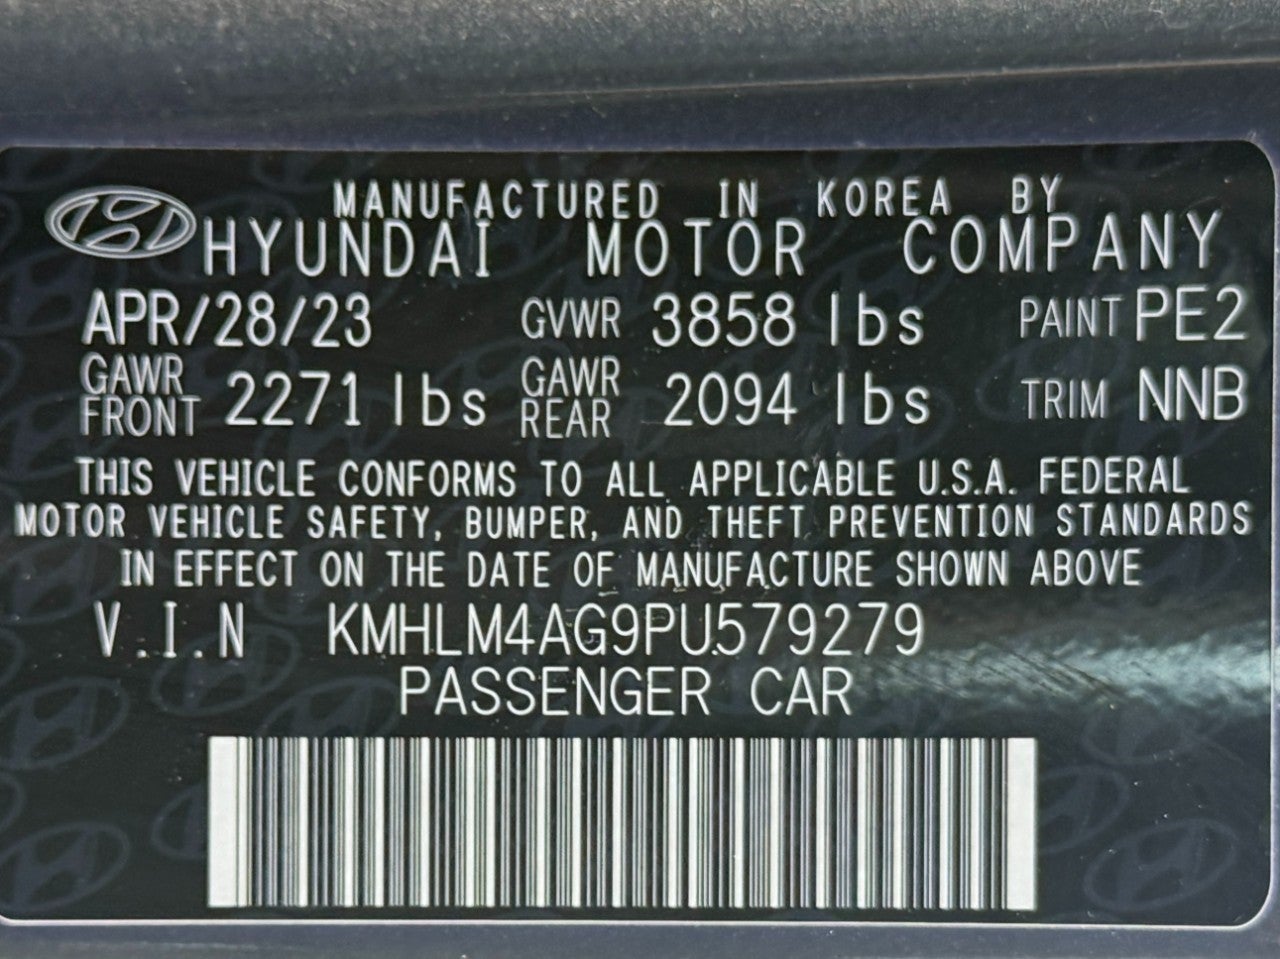 MANUFACTURED IN KOREA BY
HYUNDAI MOTOR COMPANY
APR/28/23 GVWR 3858 lbs PAINT PE2
GAWR FRONT 2271 lbs GAWR REAR 2094 lbs TRIM NNB
THIS VEHICLE CONFORMS TO ALL APPLICABLE U.S.A. FEDERAL
MOTOR VEHICLE SAFETY, BUMPER, AND THEFT PREVENTION STANDARDS
IN EFFECT ON THE DATE OF MANUFACTURE SHOWN ABOVE
V.I.N KMHLM4AG9PU579279
PASSENGER CAR